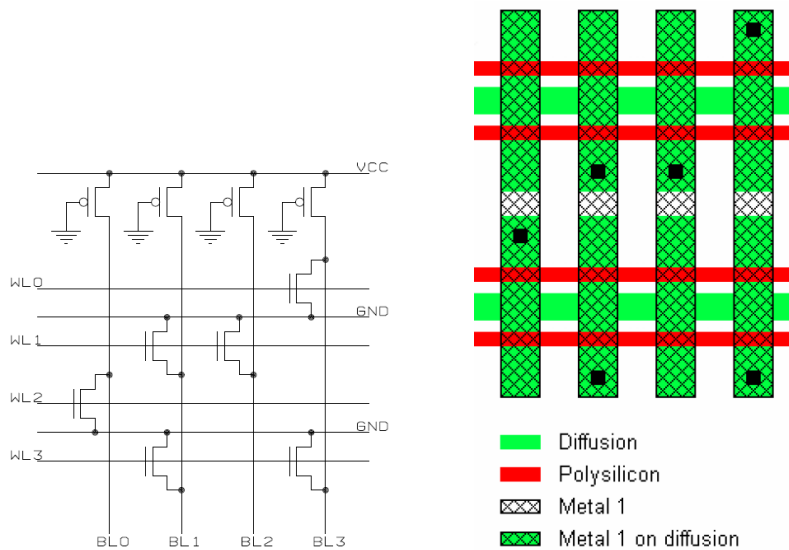 VCC
WL0
GND
WL1
WL2
GND
WL3
BL0 BL1 BL2 BL3
Diffusion
Polysilicon
Metal 1
Metal 1 on diffusion